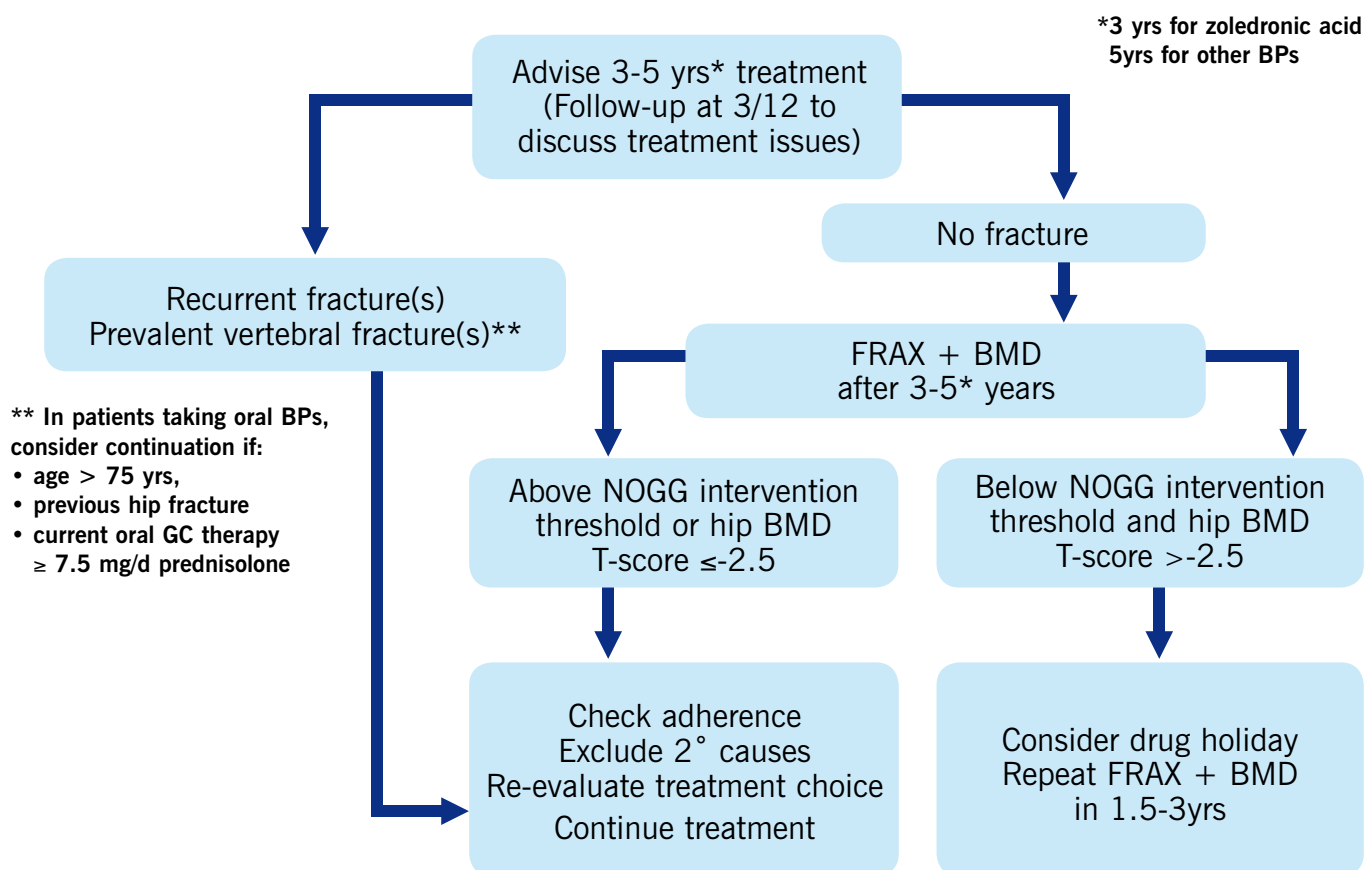 *3 yrs for zoledronic acid
5yrs for other BPs
Advise 3-5 yrs* treatment
(Follow-up at 3/12 to
discuss treatment issues)
No fracture
Recurrent fracture(s)
Prevalent vertebral fracture(s)**
FRAX + BMD
after 3-5* years
** In patients taking oral BPs,
consider continuation if:
• age > 75 yrs,
• previous hip fracture
• current oral GC therapy
≥ 7.5 mg/d prednisolone
Above NOGG intervention
threshold or hip BMD
T-score ≤-2.5
Below NOGG intervention
threshold and hip BMD
T-score >-2.5
Check adherence
Exclude 2° causes
Re-evaluate treatment choice
Continue treatment
Consider drug holiday
Repeat FRAX + BMD
in 1.5-3yrs